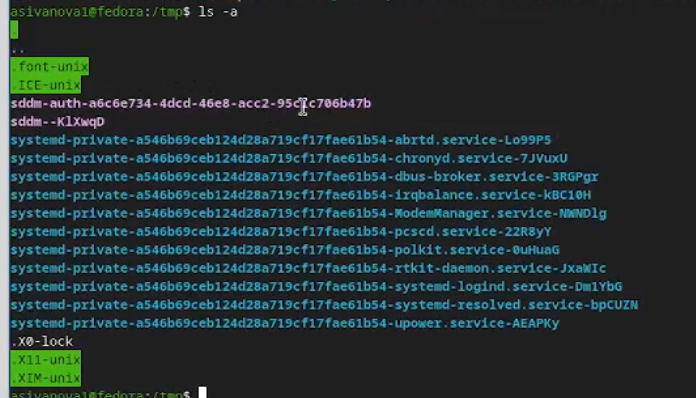 asivanova1@fedora:/tmp$ ls -a
.
..
.font-unix
.ICE-unix
sddm-auth-a6c6e734-4dcd-46e8-acc2-95c1c706b47b
sddm--KlXwqD
systemd-private-a546b69ceb124d28a719cf17fae61b54-abrtd.service-Lo99P5
systemd-private-a546b69ceb124d28a719cf17fae61b54-chronyd.service-7JVuxU
systemd-private-a546b69ceb124d28a719cf17fae61b54-dbus-broker.service-3RGPgr
systemd-private-a546b69ceb124d28a719cf17fae61b54-irqbalance.service-kBC10H
systemd-private-a546b69ceb124d28a719cf17fae61b54-ModemManager.service-NWNDlg
systemd-private-a546b69ceb124d28a719cf17fae61b54-pcscd.service-22R8yY
systemd-private-a546b69ceb124d28a719cf17fae61b54-polkit.service-0uHuaG
systemd-private-a546b69ceb124d28a719cf17fae61b54-rtkit-daemon.service-JxaWIc
systemd-private-a546b69ceb124d28a719cf17fae61b54-systemd-logind.service-Dm1YbG
systemd-private-a546b69ceb124d28a719cf17fae61b54-systemd-resolved.service-bpCUZN
systemd-private-a546b69ceb124d28a719cf17fae61b54-upower.service-AEAPKy
.X0-lock
.X11-unix
.XIM-unix
asivanova1@fedora:/tmp$